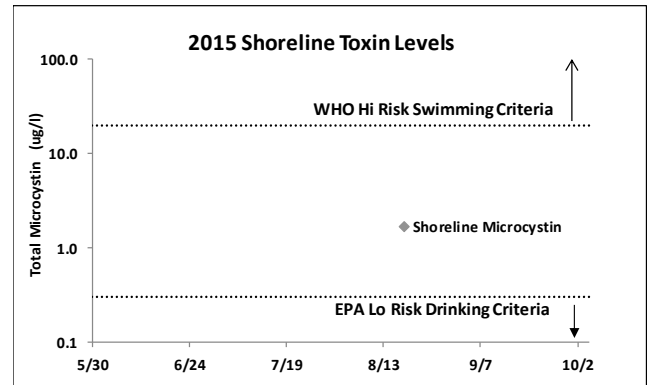 2015 Shoreline Toxin Levels
Total Microcystin (ug/l)
100.0
10.0
1.0
0.1
WHO Hi Risk Swimming Criteria
Shoreline Microcystin
EPA Lo Risk Drinking Criteria
5/30 6/24 7/19 8/13 9/7 10/2